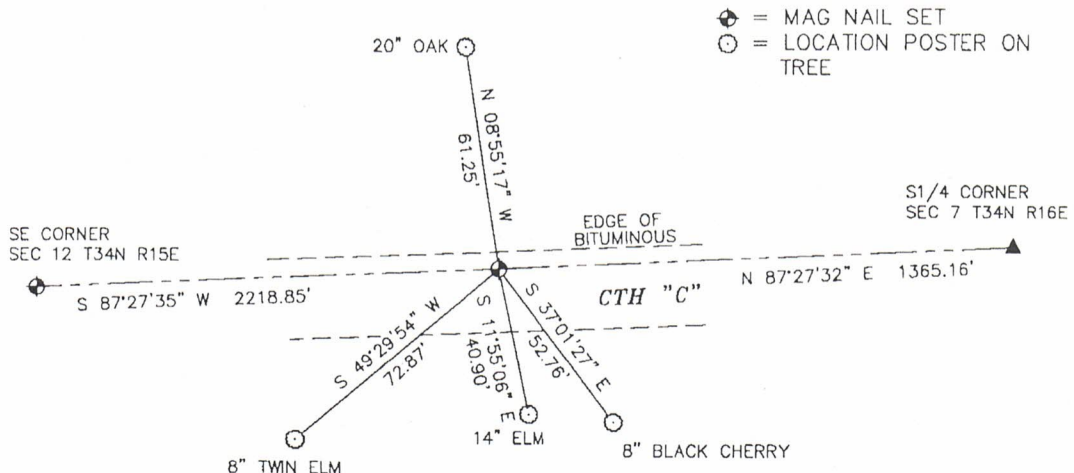 = MAG NAIL SET
= LOCATION POSTER ON
TREE
20" OAK
N 08°55'17" W
61.25'
S1/4 CORNER
SEC 7 T34N R16E
EDGE OF
BITUMINOUS
SE CORNER
SEC 12 T34N R15E
S 87°27'35" W 2218.85'
CTH "C"
N 87°27'32" E 1365.16'
S 49°29'54" W
72.87'
S 11°55'06" E
40.90'
S 37°01'27" E
52.76'
14" ELM
8" BLACK CHERRY
8" TWIN ELM